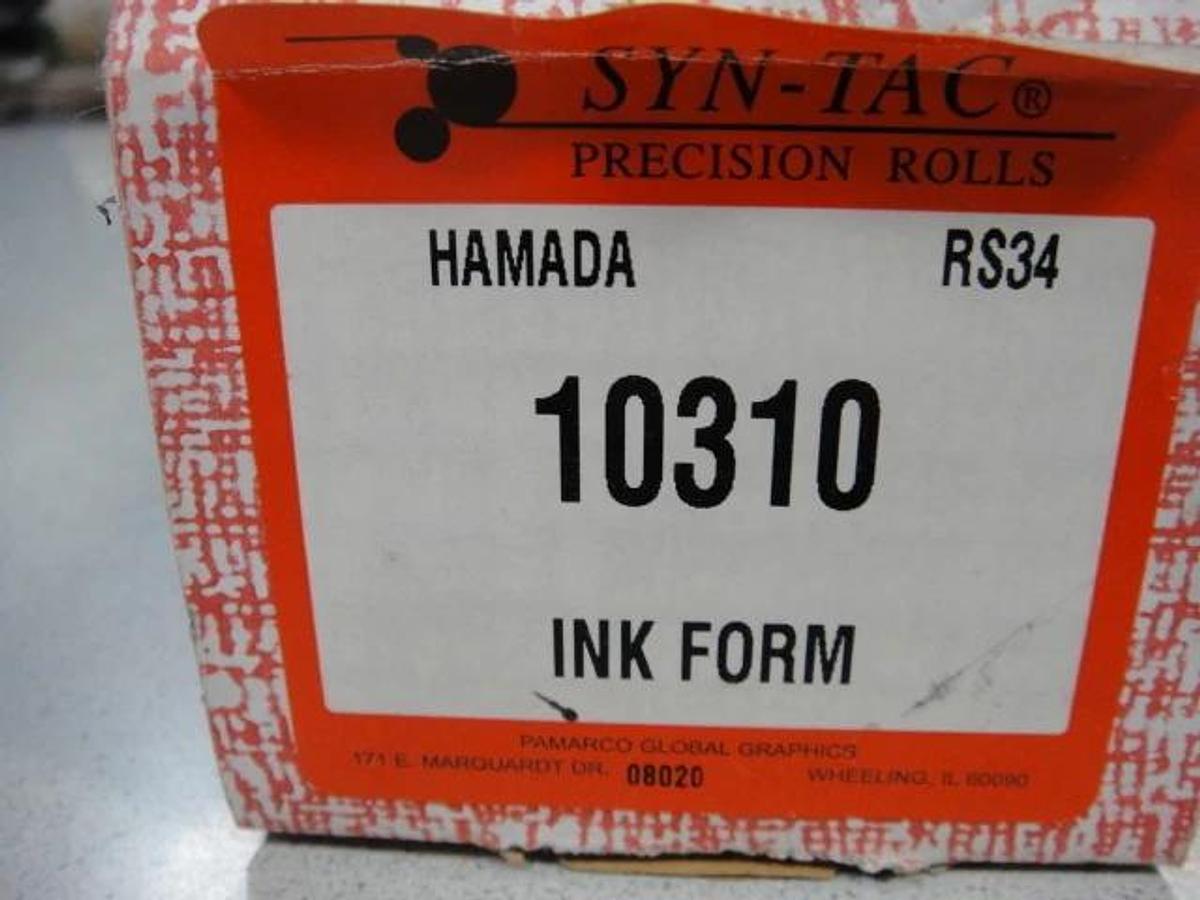 SYN-TAC®
PRECISION ROLLS
HAMADA RS34
10310
INK FORM
PAMARCO GLOBAL GRAPHICS
171 E. MARQUARDT DR. 08020 WHEELING, IL 60090